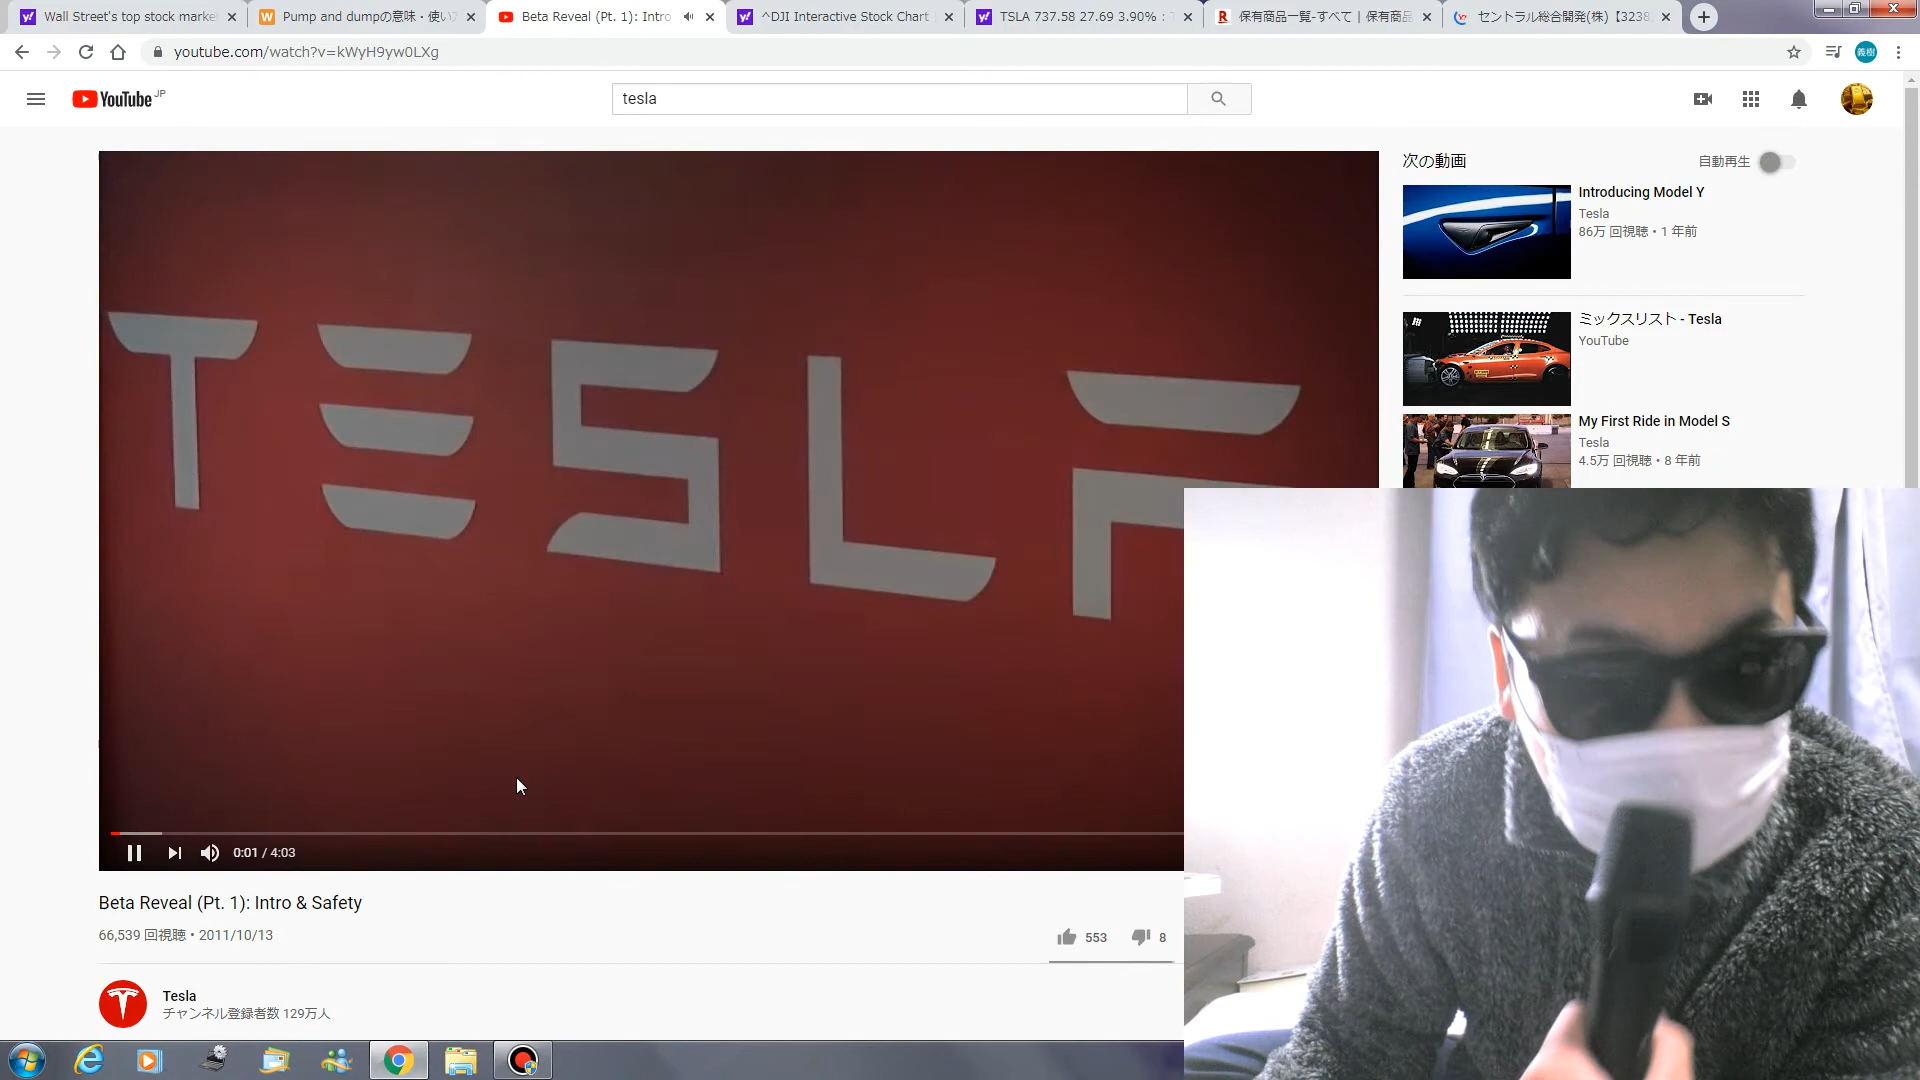 Wall Street's top stock marke
Pump and dumpの意味・使い
Beta Reveal (Pt. 1): Intro
^DJI Interactive Stock Chart
TSLA 737.58 27.69 3.90% :
保有商品一覧-すべて | 保有商品
セントラル総合開発(株)【3238
youtube.com/watch?v=kWyH9yw0LXg
義樹
YouTube JP
tesla
TESLA
0:01 / 4:03
Beta Reveal (Pt. 1): Intro & Safety
66,539 回視聴・2011/10/13
553
8
Tesla
チャンネル登録者数 129万人
次の動画
自動再生
Introducing Model Y
Tesla
86万 回視聴・1 年前
ミックスリスト - Tesla
YouTube
My First Ride in Model S
Tesla
4.5万 回視聴・8 年前